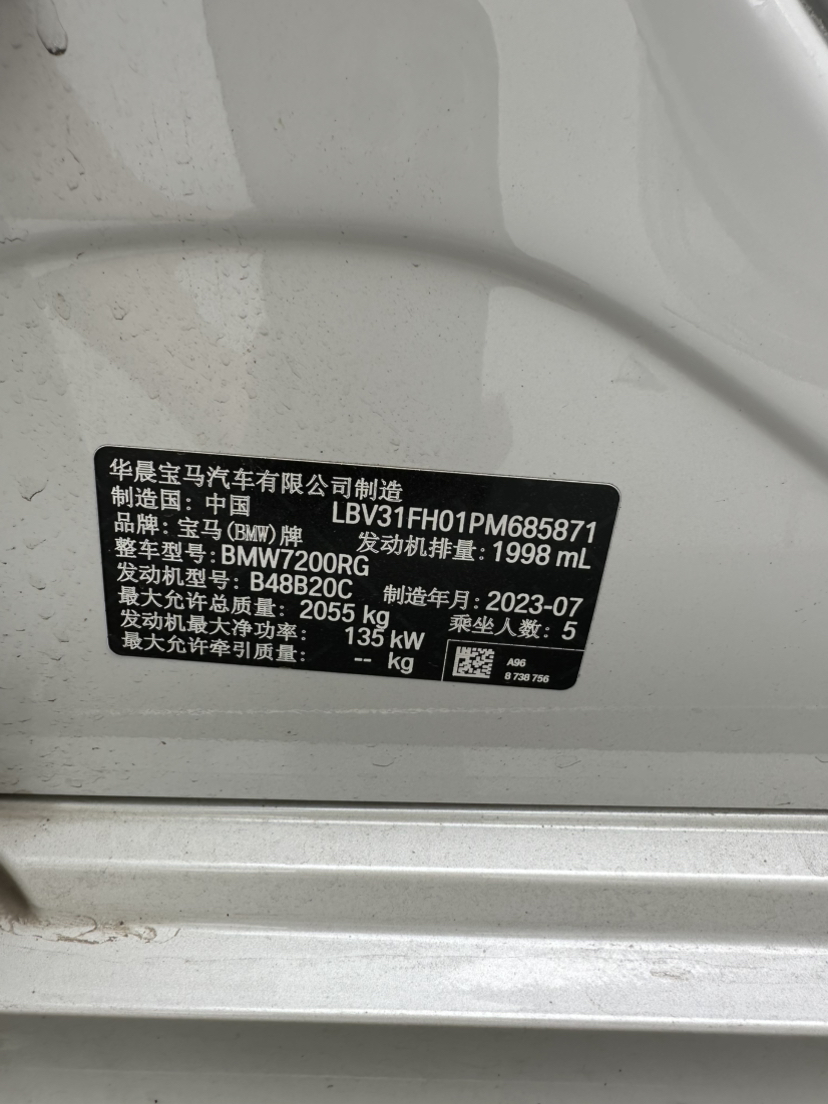 华晨宝马汽车有限公司制造
制造国：中国 LBV31FH01PM685871
品牌：宝马(BMW)牌 发动机排量：1998 mL
整车型号：BMW7200RG
发动机型号：B48B20C 制造年月：2023-07
最大允许总质量：2055 kg 乘坐人数：5
发动机最大净功率：135 kW
最大允许牵引质量：-- kg
A96
8 738 756